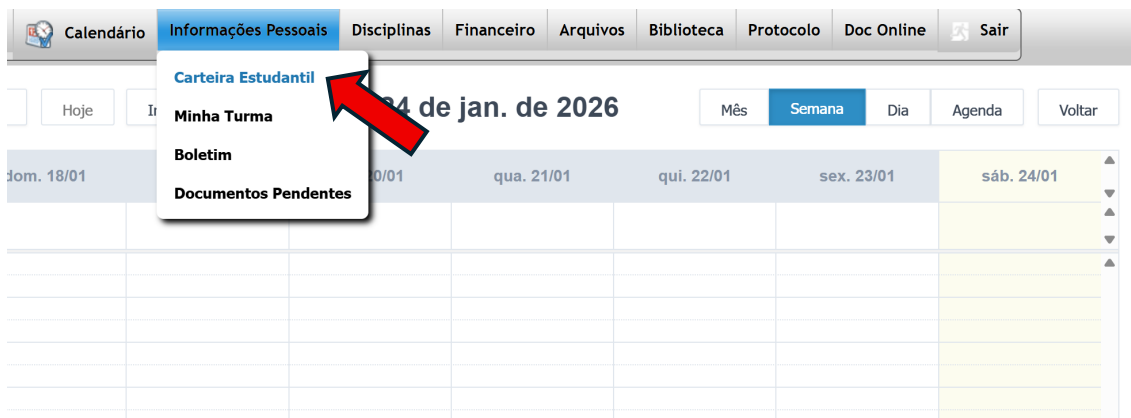 Calendário Informações Pessoais Disciplinas Financeiro Arquivos Biblioteca Protocolo Doc Online Sair
Carteira Estudantil
Minha Turma
Boletim
Documentos Pendentes
Hoje 24 de jan. de 2026 Mês Semana Dia Agenda Voltar
18/01 20/01 qua. 21/01 qui. 22/01 sex. 23/01 sáb. 24/01